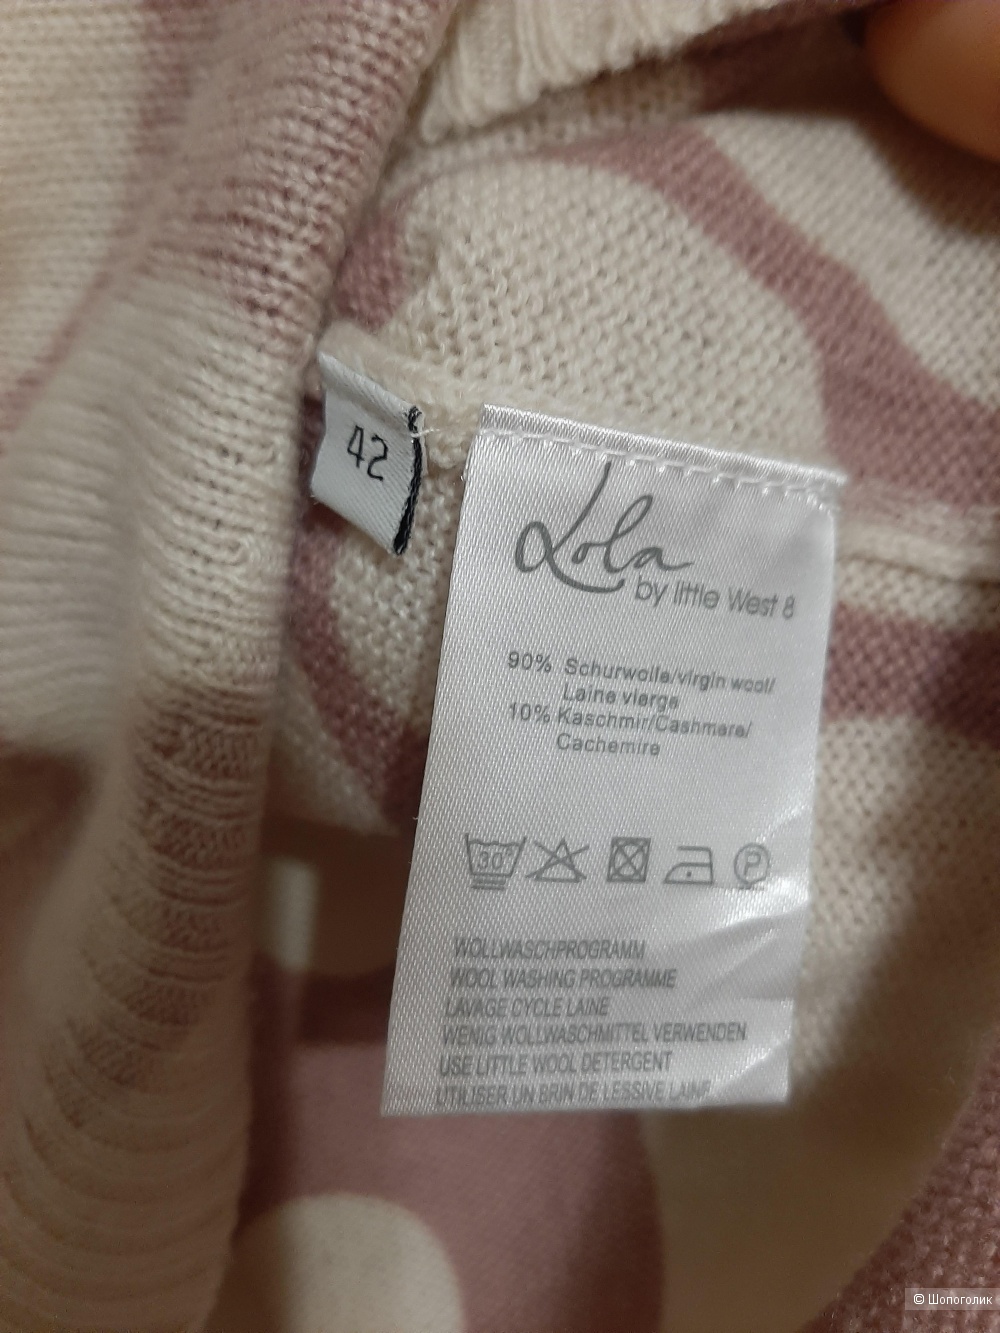 42
Lola
by little West 8
90% Schurwolle/virgin wool/
Laine vierge
10% Kaschmir/Cashmere/
Cachemire
30°
P
WOLLWASCHPROGRAMM
WOOL WASHING PROGRAMME
LAVAGE CYCLE LAINE
WENIG WOLLWASCHMITTEL VERWENDEN
USE LITTLE WOOL DETERGENT
UTILISER UN BRIN DE LESSIVE LAINE
© Шопоголик